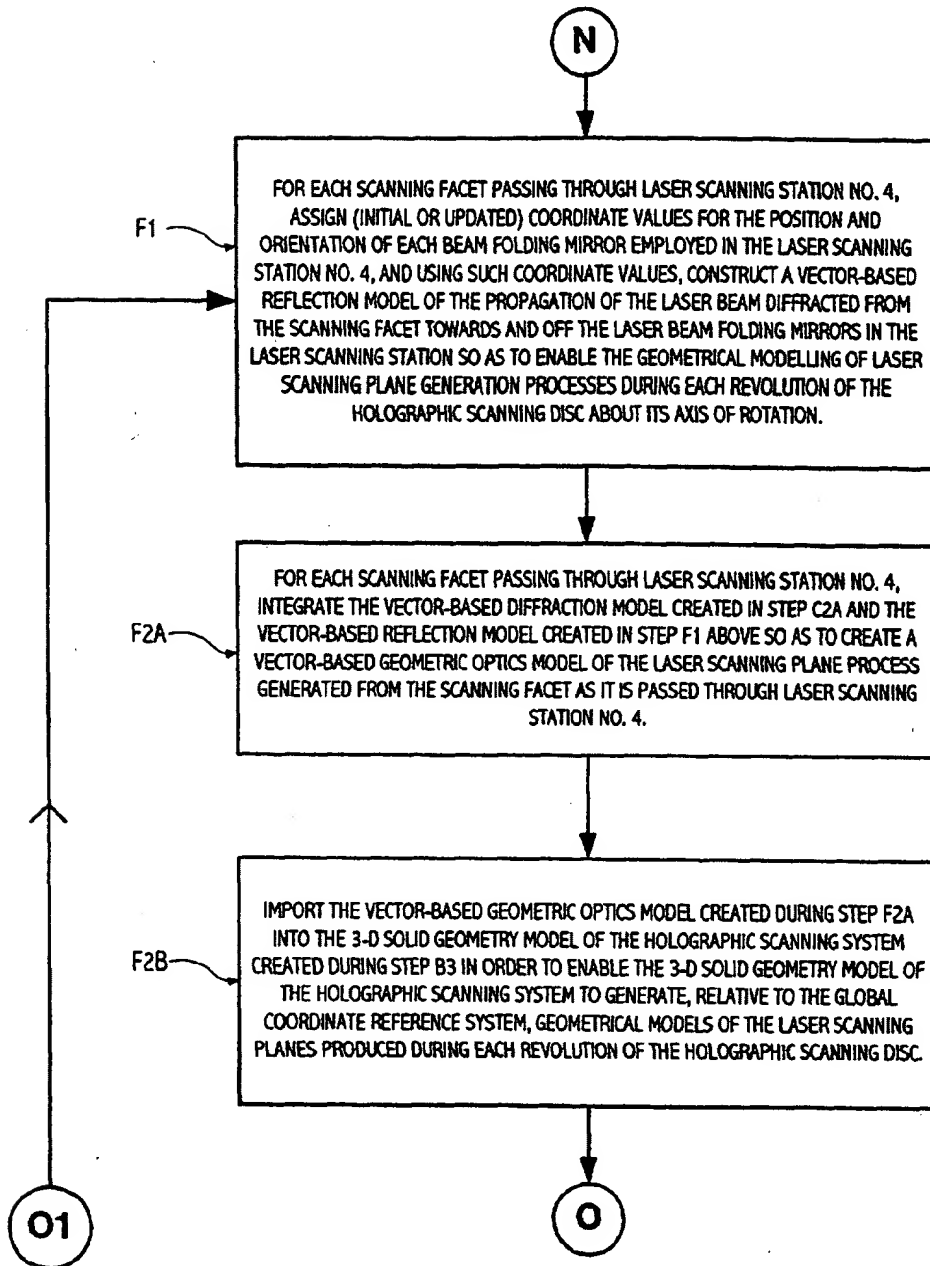 N
F1
FOR EACH SCANNING FACET PASSING THROUGH LASER SCANNING STATION NO. 4,
ASSIGN (INITIAL OR UPDATED) COORDINATE VALUES FOR THE POSITION AND
ORIENTATION OF EACH BEAM FOLDING MIRROR EMPLOYED IN THE LASER SCANNING
STATION NO. 4, AND USING SUCH COORDINATE VALUES, CONSTRUCT A VECTOR-BASED
REFLECTION MODEL OF THE PROPAGATION OF THE LASER BEAM DIFFRACTED FROM
THE SCANNING FACET TOWARDS AND OFF THE LASER BEAM FOLDING MIRRORS IN THE
LASER SCANNING STATION SO AS TO ENABLE THE GEOMETRICAL MODELLING OF LASER
SCANNING PLANE GENERATION PROCESSES DURING EACH REVOLUTION OF THE
HOLOGRAPHIC SCANNING DISC ABOUT ITS AXIS OF ROTATION.
F2A
FOR EACH SCANNING FACET PASSING THROUGH LASER SCANNING STATION NO. 4,
INTEGRATE THE VECTOR-BASED DIFFRACTION MODEL CREATED IN STEP C2A AND THE
VECTOR-BASED REFLECTION MODEL CREATED IN STEP F1 ABOVE SO AS TO CREATE A
VECTOR-BASED GEOMETRIC OPTICS MODEL OF THE LASER SCANNING PLANE PROCESS
GENERATED FROM THE SCANNING FACET AS IT IS PASSED THROUGH LASER SCANNING
STATION NO. 4.
F2B
IMPORT THE VECTOR-BASED GEOMETRIC OPTICS MODEL CREATED DURING STEP F2A
INTO THE 3-D SOLID GEOMETRY MODEL OF THE HOLOGRAPHIC SCANNING SYSTEM
CREATED DURING STEP B3 IN ORDER TO ENABLE THE 3-D SOLID GEOMETRY MODEL OF
THE HOLOGRAPHIC SCANNING SYSTEM TO GENERATE, RELATIVE TO THE GLOBAL
COORDINATE REFERENCE SYSTEM, GEOMETRICAL MODELS OF THE LASER SCANNING
PLANES PRODUCED DURING EACH REVOLUTION OF THE HOLOGRAPHIC SCANNING DISC.
O1
O